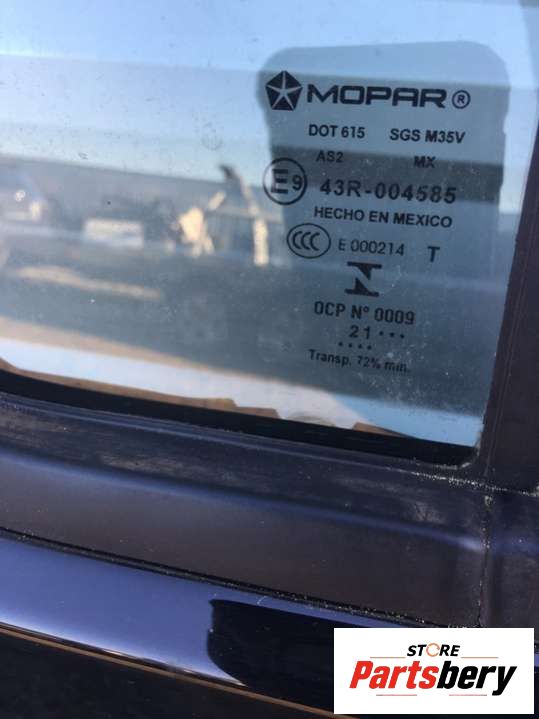 MOPAR®
DOT 615 SGS M35V
AS2 MX
E9 43R-004585
HECHO EN MEXICO
CCC E 000214 T
N
OCP N° 0009
21 •••
••••
Transp. 72% min.
STORE
Partsbery